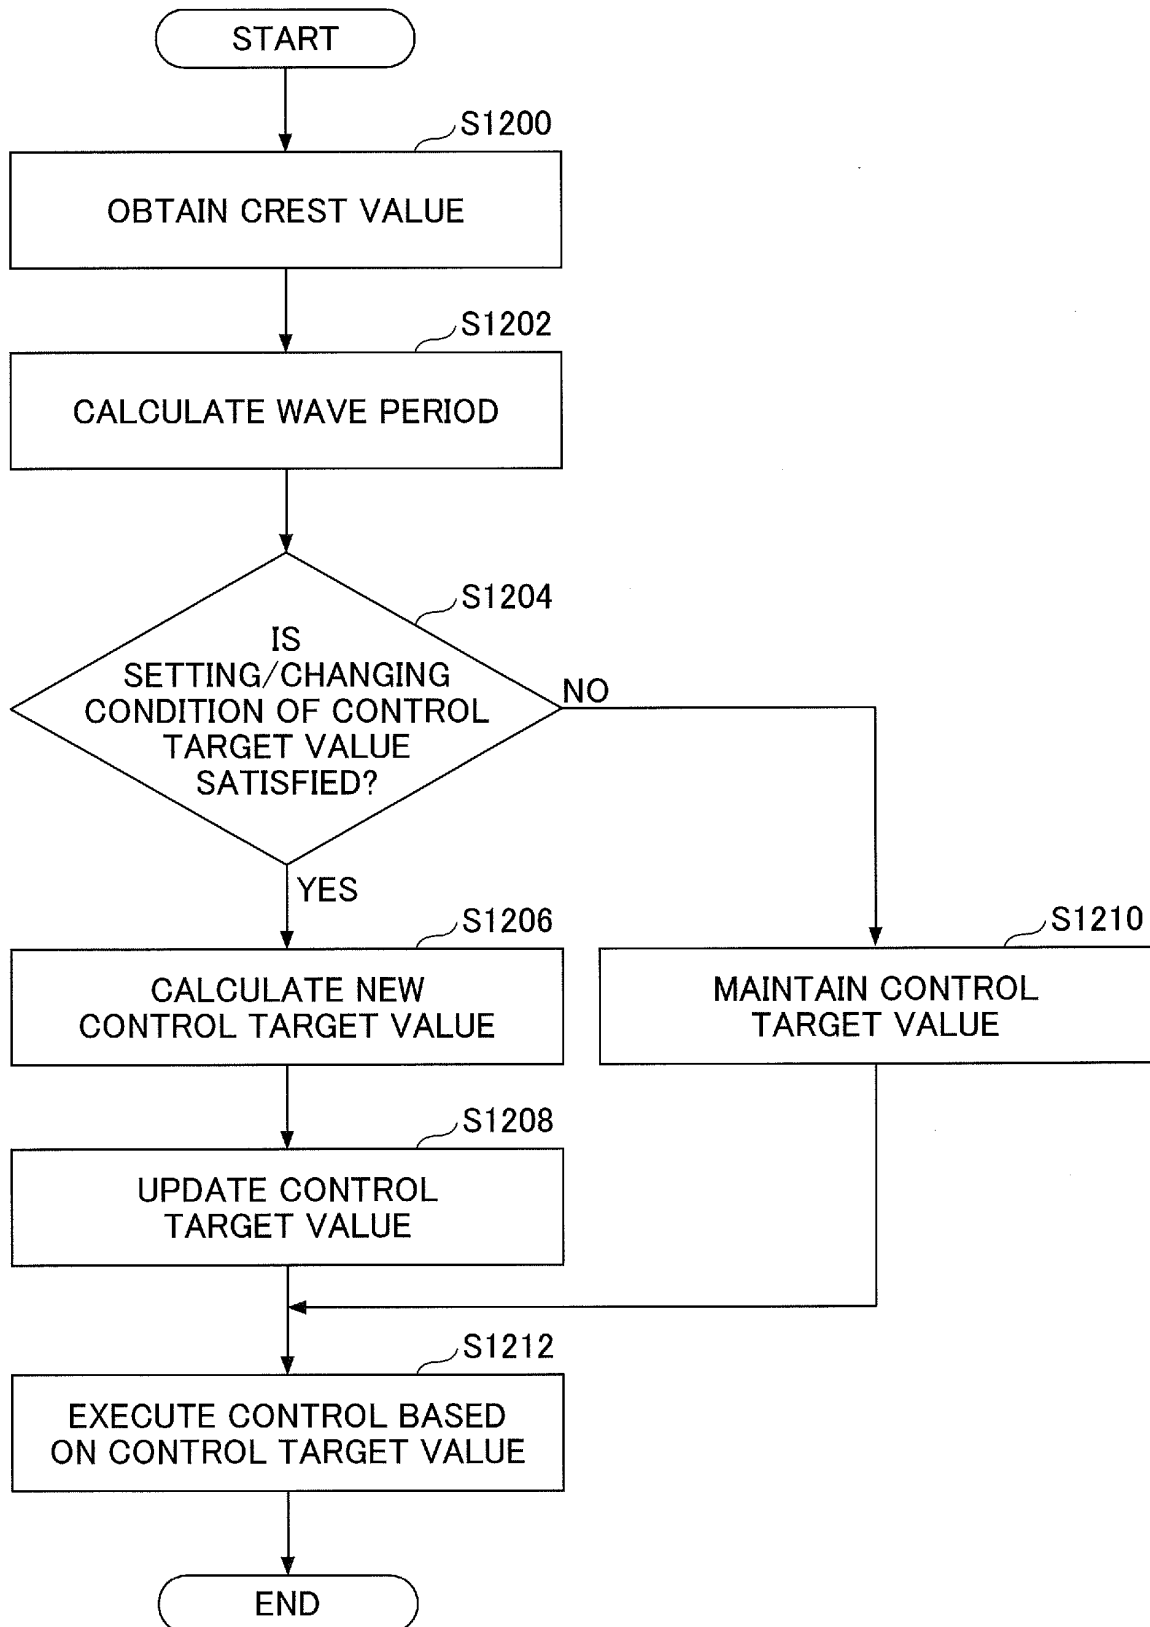 START
S1200
OBTAIN CREST VALUE
S1202
CALCULATE WAVE PERIOD
S1204
IS
SETTING/CHANGING
CONDITION OF CONTROL
TARGET VALUE
SATISFIED?
NO
YES
S1206
CALCULATE NEW
CONTROL TARGET VALUE
S1210
MAINTAIN CONTROL
TARGET VALUE
S1208
UPDATE CONTROL
TARGET VALUE
S1212
EXECUTE CONTROL BASED
ON CONTROL TARGET VALUE
END